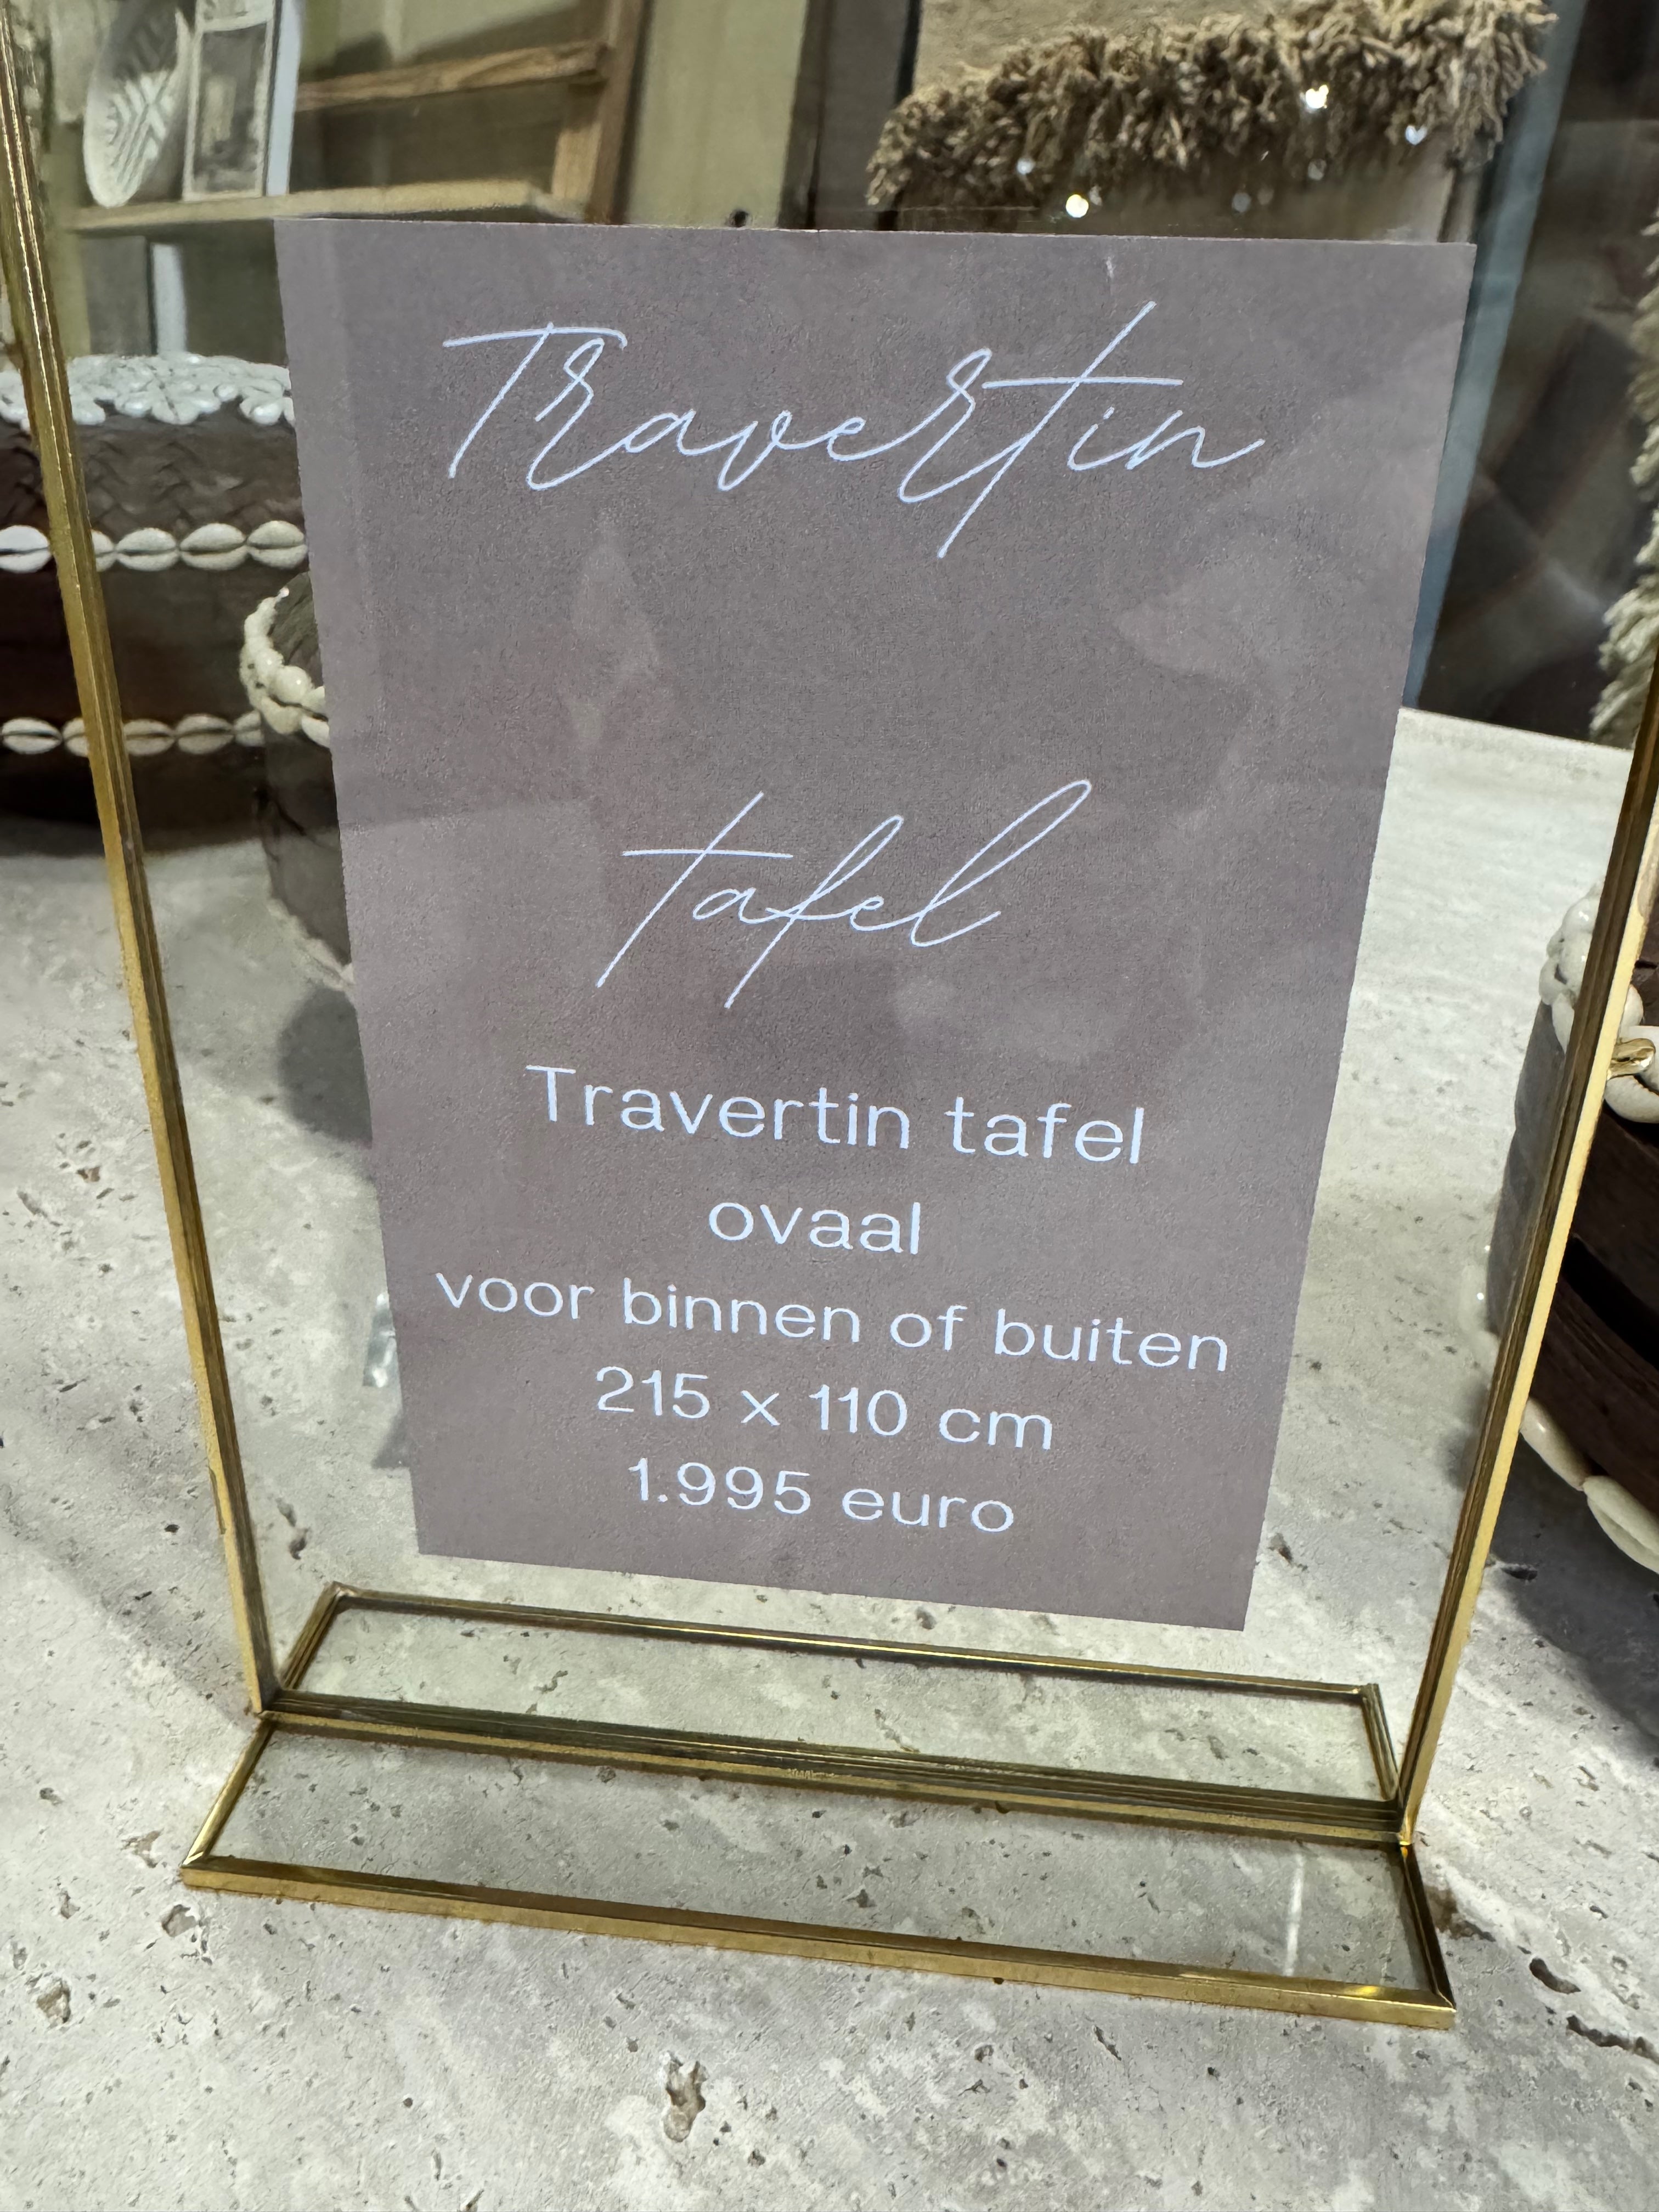 Travertin
tafel
Travertin tafel
ovaal
voor binnen of buiten
215 x 110 cm
1.995 euro